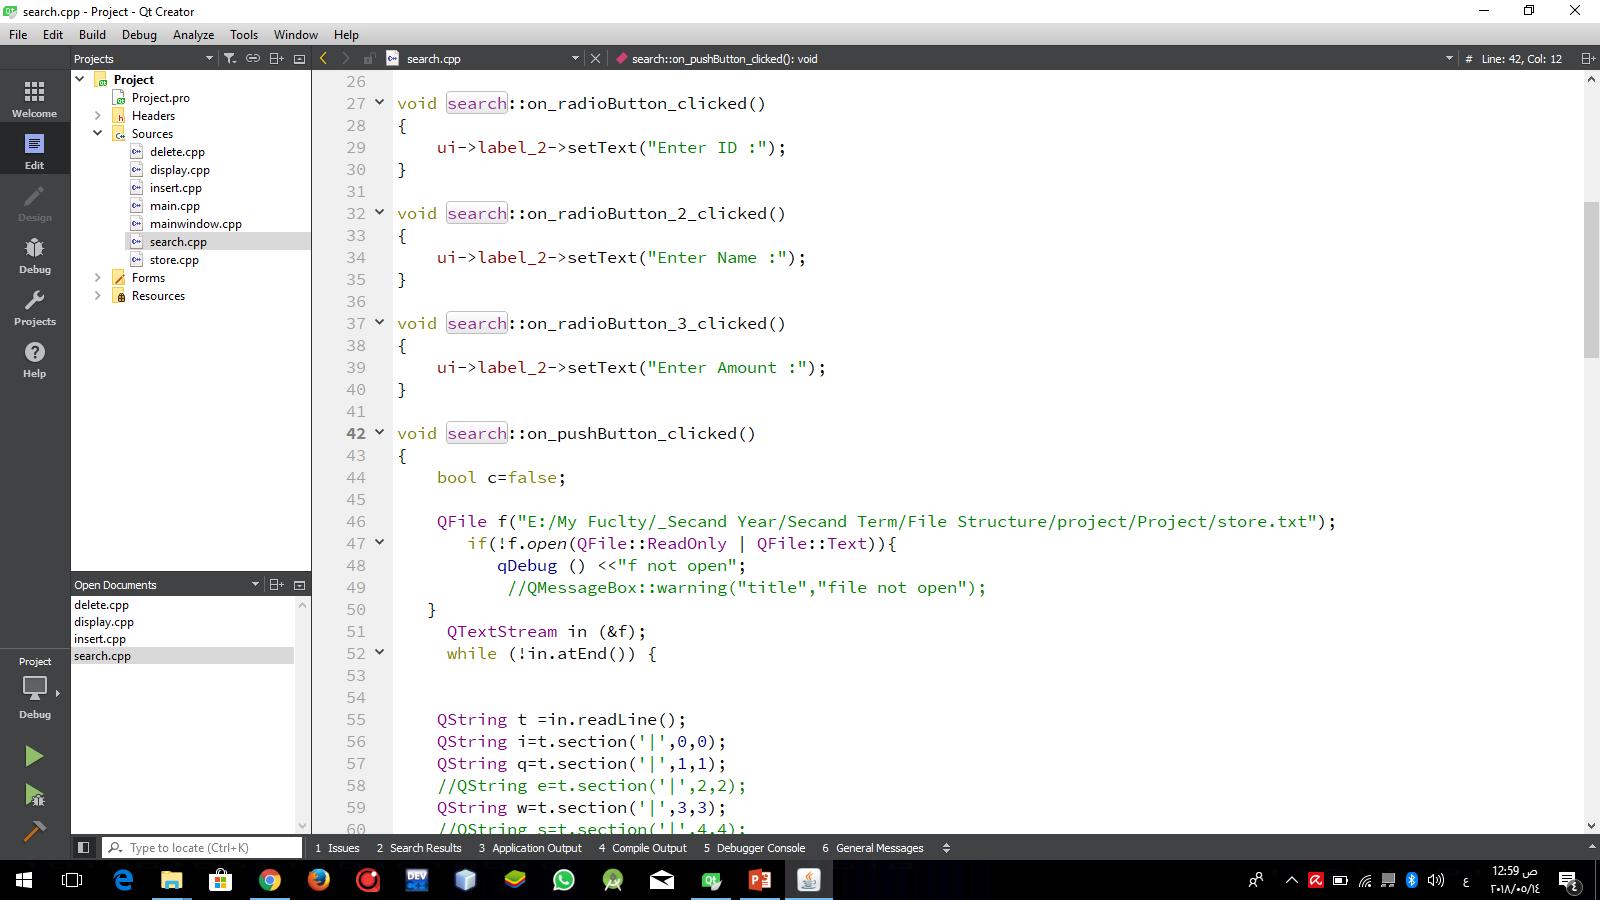 search.cpp - Project - Qt Creator
File Edit Build Debug Analyze Tools Window Help
Projects
search.cpp
search::on_pushButton_clicked(): void
# Line: 42, Col: 12
Welcome
Edit
Design
Debug
Projects
Help
Project
Debug
Project
Project.pro
Headers
Sources
delete.cpp
display.cpp
insert.cpp
main.cpp
mainwindow.cpp
search.cpp
store.cpp
Forms
Resources
Open Documents
delete.cpp
display.cpp
insert.cpp
search.cpp
26
27 void search::on_radioButton_clicked()
28 {
29 ui->label_2->setText("Enter ID :");
30 }
31
32 void search::on_radioButton_2_clicked()
33 {
34 ui->label_2->setText("Enter Name :");
35 }
36
37 void search::on_radioButton_3_clicked()
38 {
39 ui->label_2->setText("Enter Amount :");
40 }
41
42 void search::on_pushButton_clicked()
43 {
44 bool c=false;
45
46 QFile f("E:/My Fuclty/_Secand Year/Secand Term/File Structure/project/Project/store.txt");
47 if(!f.open(QFile::ReadOnly | QFile::Text)){
48 qDebug () <<"f not open";
49 //QMessageBox::warning("title","file not open");
50 }
51 QTextStream in (&f);
52 while (!in.atEnd()) {
53
54
55 QString t =in.readLine();
56 QString i=t.section('|',0,0);
57 QString q=t.section('|',1,1);
58 //QString e=t.section('|',2,2);
59 QString w=t.section('|',3,3);
60 //QString s=t.section('|',4,4);
Type to locate (Ctrl+K)
1 Issues 2 Search Results 3 Application Output 4 Compile Output 5 Debugger Console 6 General Messages
DEV
ع
12:59 ص
٢٠١٨/٠٥/١٤
٤